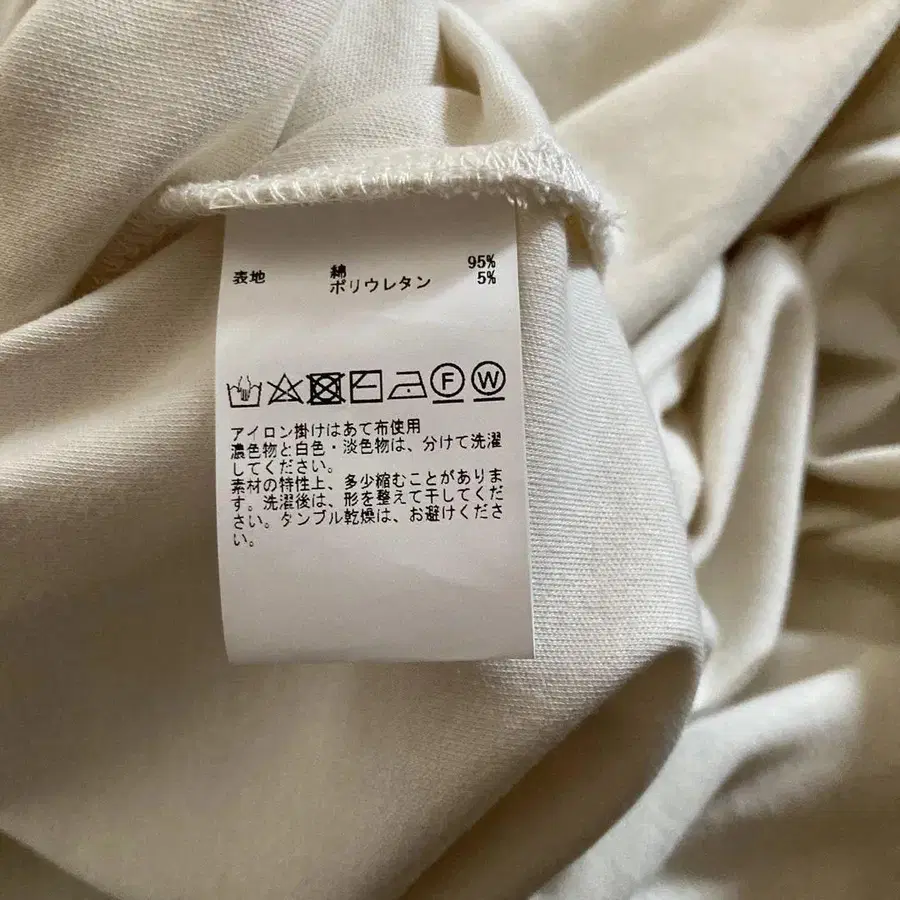 表地 綿 95%
ポリウレタン 5%
F W
アイロン掛けはあて布使用
濃色物と白色・淡色物は、分けて洗濯
してください。
素材の特性上、多少縮むことがありま
す。洗濯後は、形を整えて干してくだ
さい。タンブル乾燥は、お避けくださ
い。